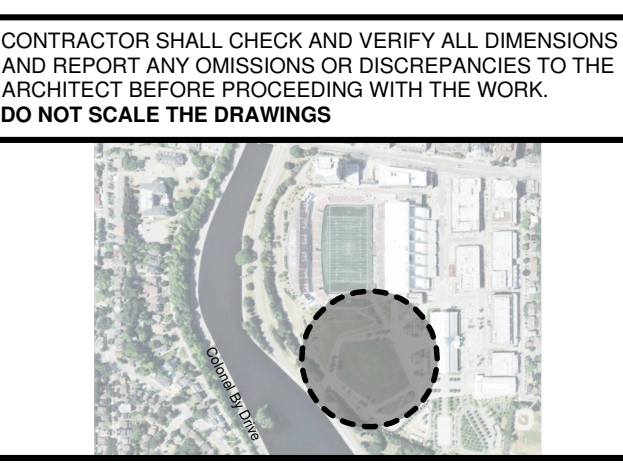 CONTRACTOR SHALL CHECK AND VERIFY ALL DIMENSIONS
AND REPORT ANY OMISSIONS OR DISCREPANCIES TO THE
ARCHITECT BEFORE PROCEEDING WITH THE WORK.
DO NOT SCALE THE DRAWINGS
Colonel By Drive